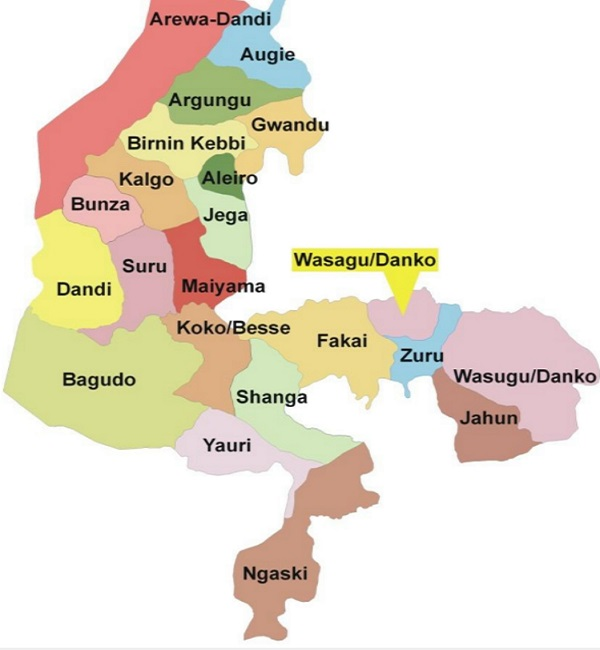 Arewa-Dandi
Augie
Argungu
Gwandu
Birnin Kebbi
Kalgo
Aleiro
Bunza
Jega
Wasagu/Danko
Suru
Maiyama
Dandi
Koko/Besse
Fakai
Zuru
Bagudo
Wasugu/Danko
Shanga
Jahun
Yauri
Ngaski